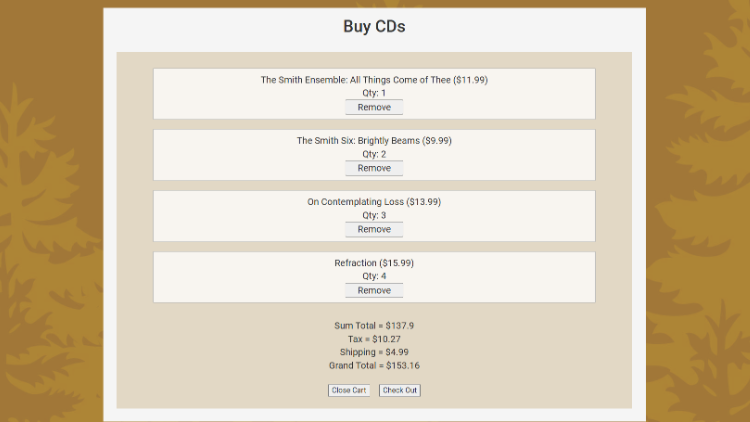 Buy CDs
The Smith Ensemble: All Things Come of Thee ($11.99)
Qty: 1
Remove
The Smith Six: Brightly Beams ($9.99)
Qty: 2
Remove
On Contemplating Loss ($13.99)
Qty: 3
Remove
Refraction ($15.99)
Qty: 4
Remove
Sum Total = $137.9
Tax = $10.27
Shipping = $4.99
Grand Total = $153.16
Close Cart Check Out